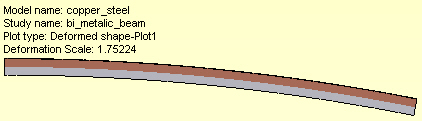 Model name: copper_steel
Study name: bi_metalic_beam
Plot type: Deformed shape-Plot1
Deformation Scale: 1.75224